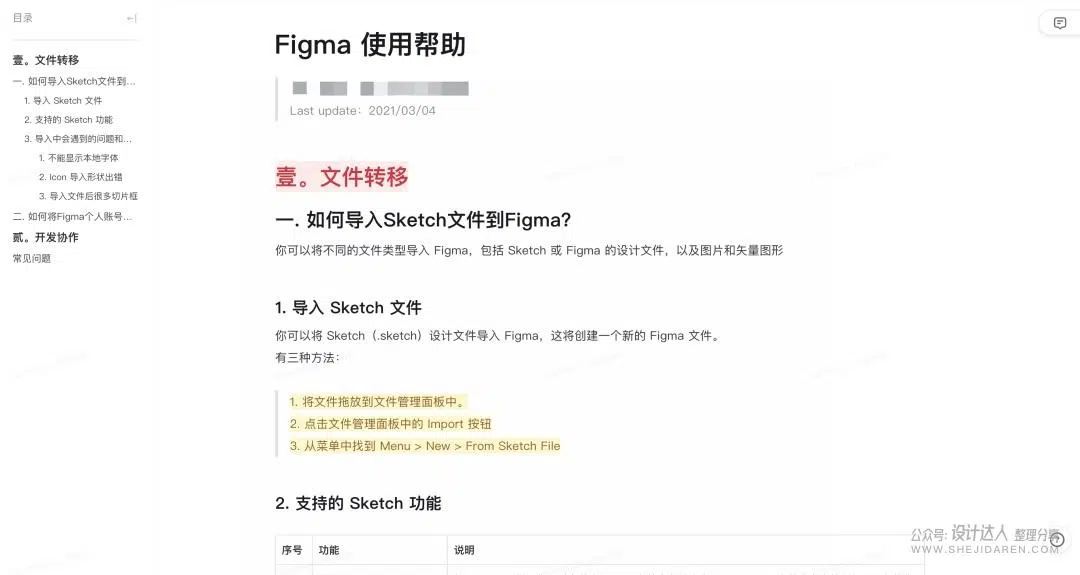 目录
壹。文件转移
一. 如何导入Sketch文件到...
1. 导入 Sketch 文件
2. 支持的 Sketch 功能
3. 导入中会遇到的问题和...
1. 不能显示本地字体
2. Icon 导入形状出错
3. 导入文件后很多切片框
二. 如何将Figma个人账号...
贰。开发协作
常见问题
Figma 使用帮助
Last update：2021/03/04
壹。文件转移
一. 如何导入Sketch文件到Figma？
你可以将不同的文件类型导入 Figma，包括 Sketch 或 Figma 的设计文件，以及图片和矢量图形
1. 导入 Sketch 文件
你可以将 Sketch（.sketch）设计文件导入 Figma，这将创建一个新的 Figma 文件。
有三种方法：
1. 将文件拖放到文件管理面板中。
2. 点击文件管理面板中的 Import 按钮
3. 从菜单中找到 Menu > New > From Sketch File
2. 支持的 Sketch 功能
序号 功能 说明
公众号: 设计达人 整理分享
WWW.SHEJIDAREN.COM